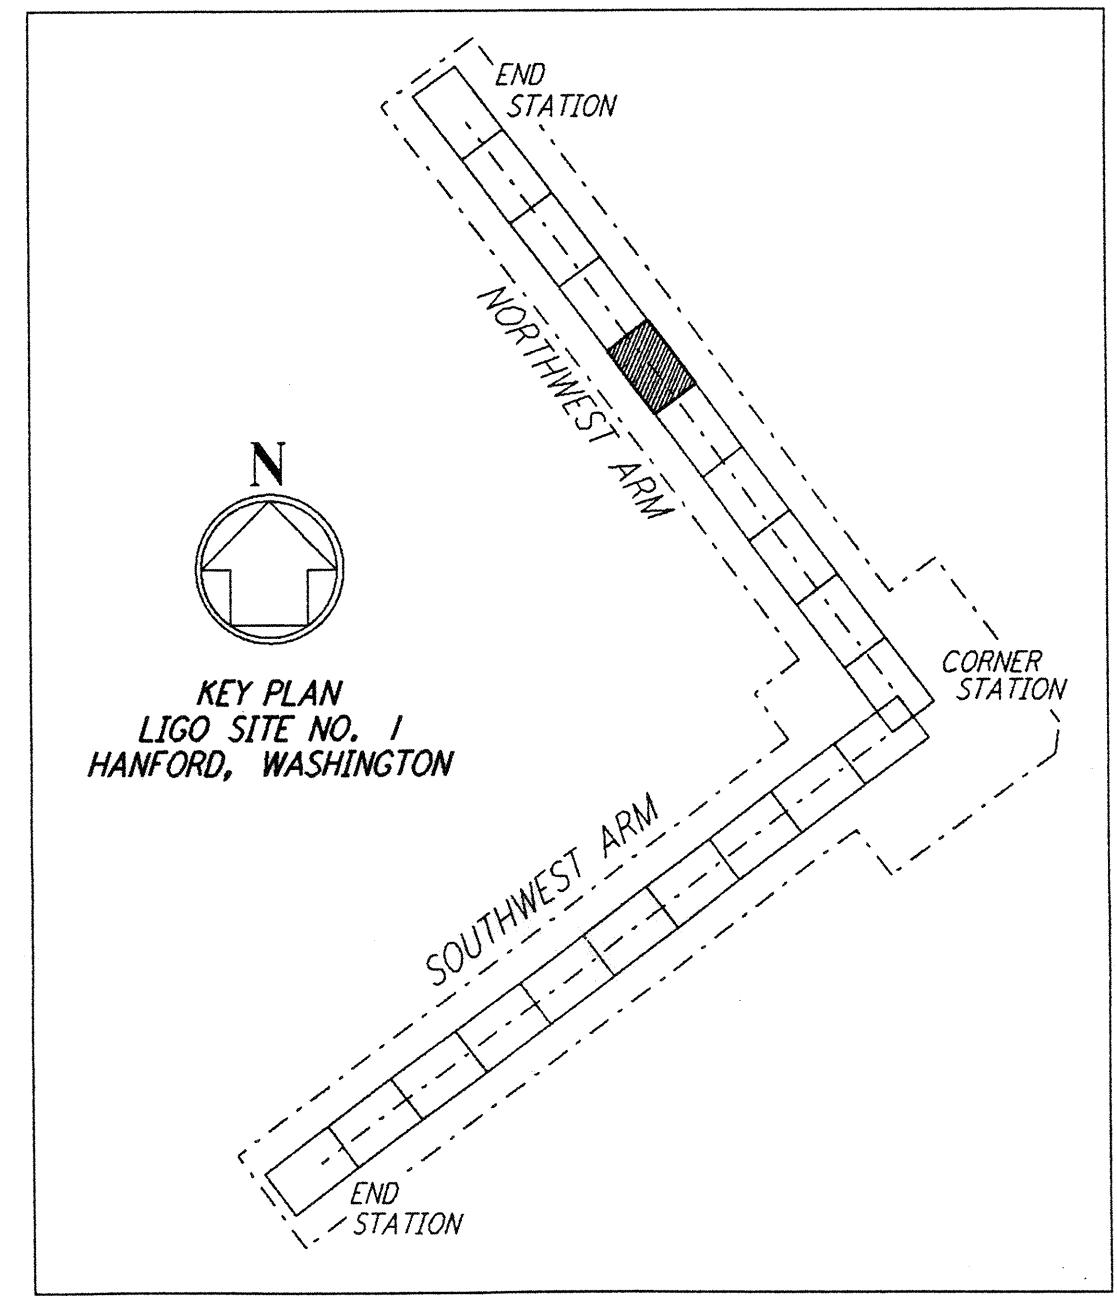 END
STATION
NORTHWEST ARM
N
CORNER
STATION
KEY PLAN
LIGO SITE NO. 1
HANFORD, WASHINGTON
SOUTHWEST ARM
END
STATION